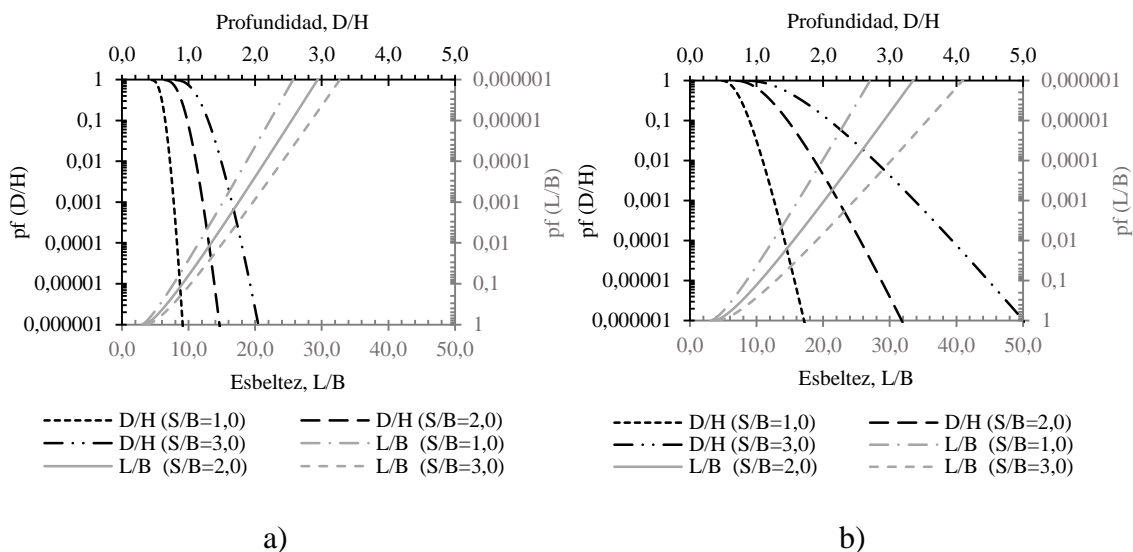 Profundidad, D/H
0,0 1,0 2,0 3,0 4,0 5,0
1
0,1
0,01
0,001
0,0001
0,00001
0,000001
pf (D/H)
0,000001
0,00001
0,0001
0,001
0,01
0,1
1
pf (L/B)
0,0 10,0 20,0 30,0 40,0 50,0
Esbeltez, L/B
D/H (S/B=1,0) D/H (S/B=2,0)
D/H (S/B=3,0) L/B (S/B=1,0)
L/B (S/B=2,0) L/B (S/B=3,0)
a)
Profundidad, D/H
0,0 1,0 2,0 3,0 4,0 5,0
1
0,1
0,01
0,001
0,0001
0,00001
0,000001
pf (D/H)
0,000001
0,00001
0,0001
0,001
0,01
0,1
1
pf (L/B)
0,0 10,0 20,0 30,0 40,0 50,0
Esbeltez, L/B
D/H (S/B=1,0) D/H (S/B=2,0)
D/H (S/B=3,0) L/B (S/B=1,0)
L/B (S/B=2,0) L/B (S/B=3,0)
b)